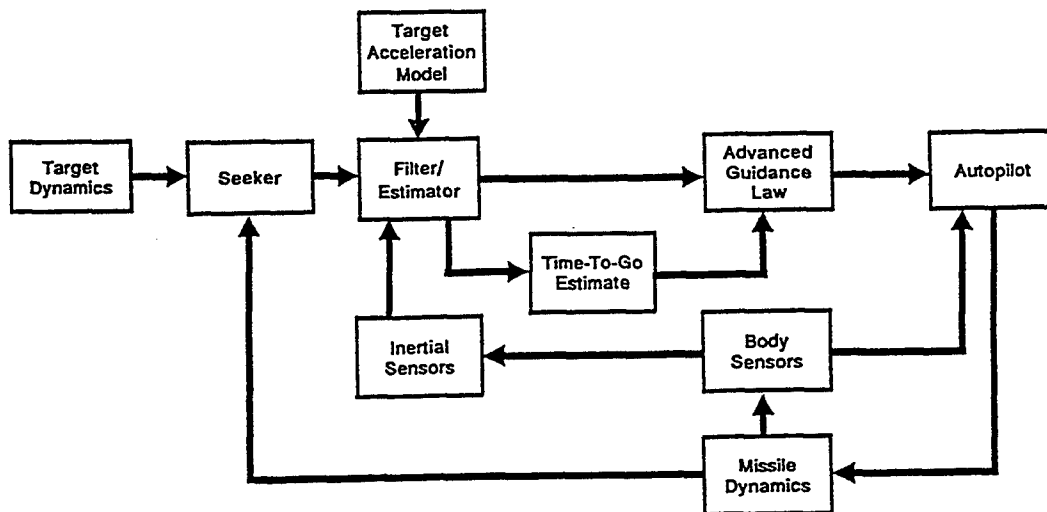 Target
Acceleration
Model
Target
Dynamics
Seeker
Filter/
Estimator
Advanced
Guidance
Law
Autopilot
Time-To-Go
Estimate
Inertial
Sensors
Body
Sensors
Missile
Dynamics